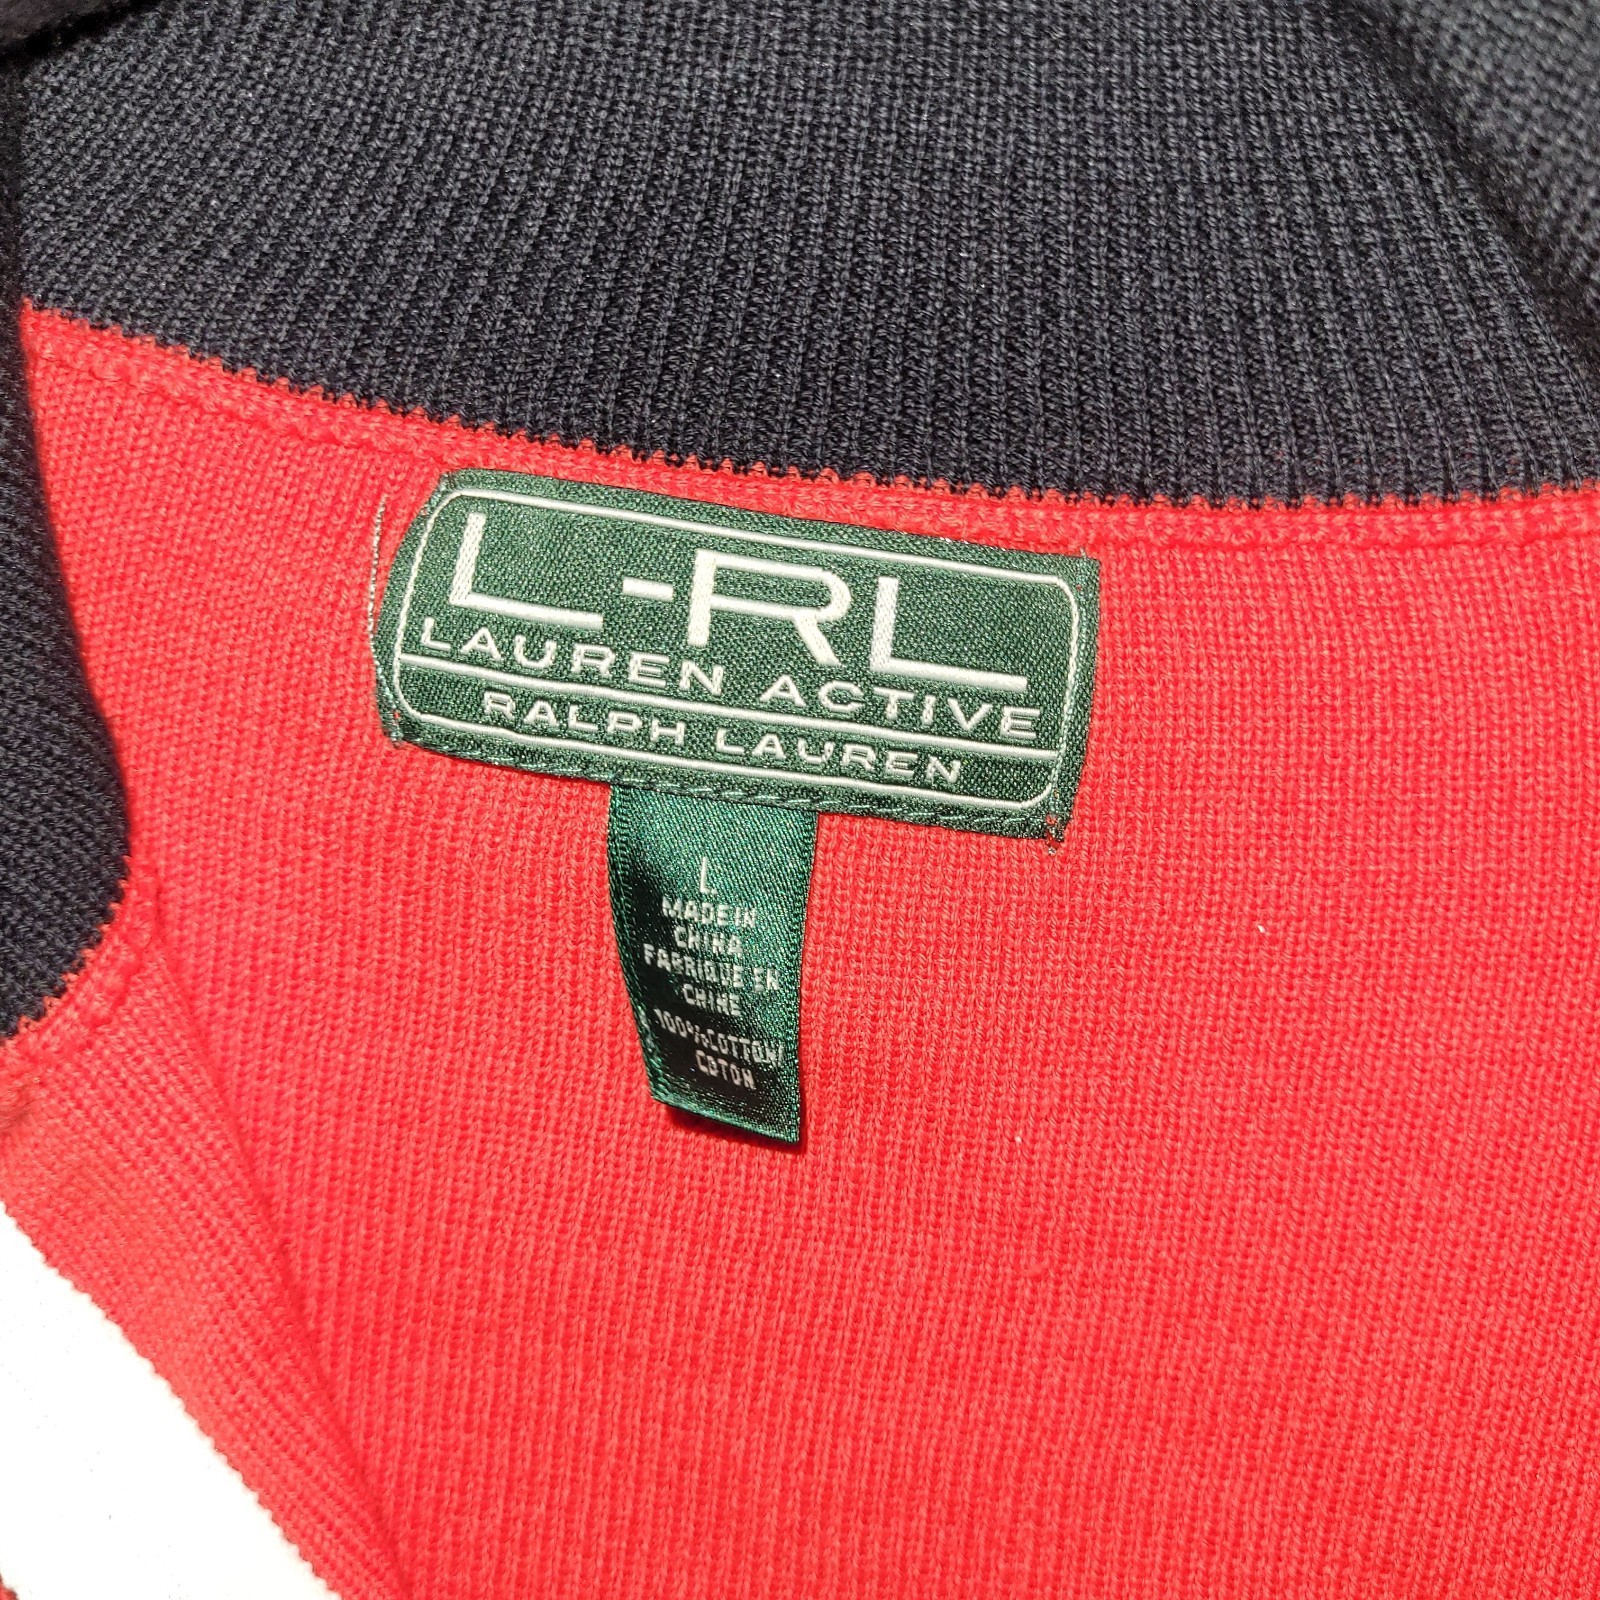 L-RL
LAUREN ACTIVE
RALPH LAUREN
L
MADE IN
CHINA
FABRIQUE EN
CHINE
100%COTTON/
COTON